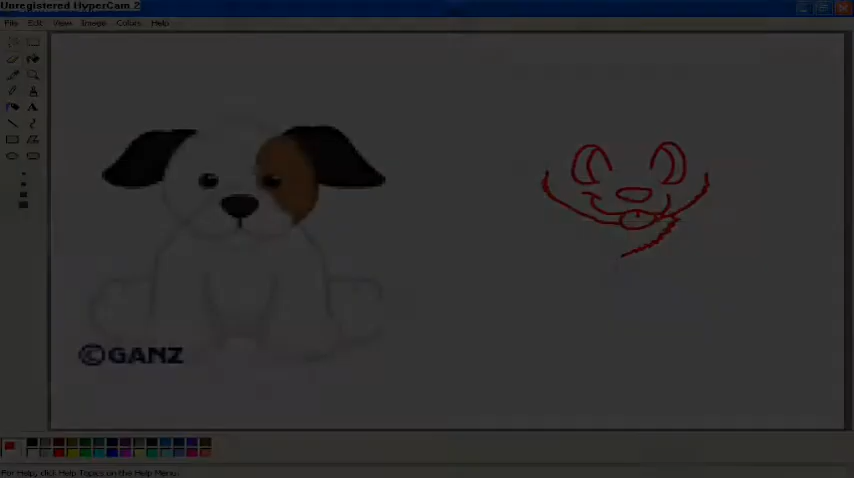 Unregistered HyperCam 2
File Edit View Image Colors Help
A
©GANZ
For Help, click Help Topics on the Help Menu.